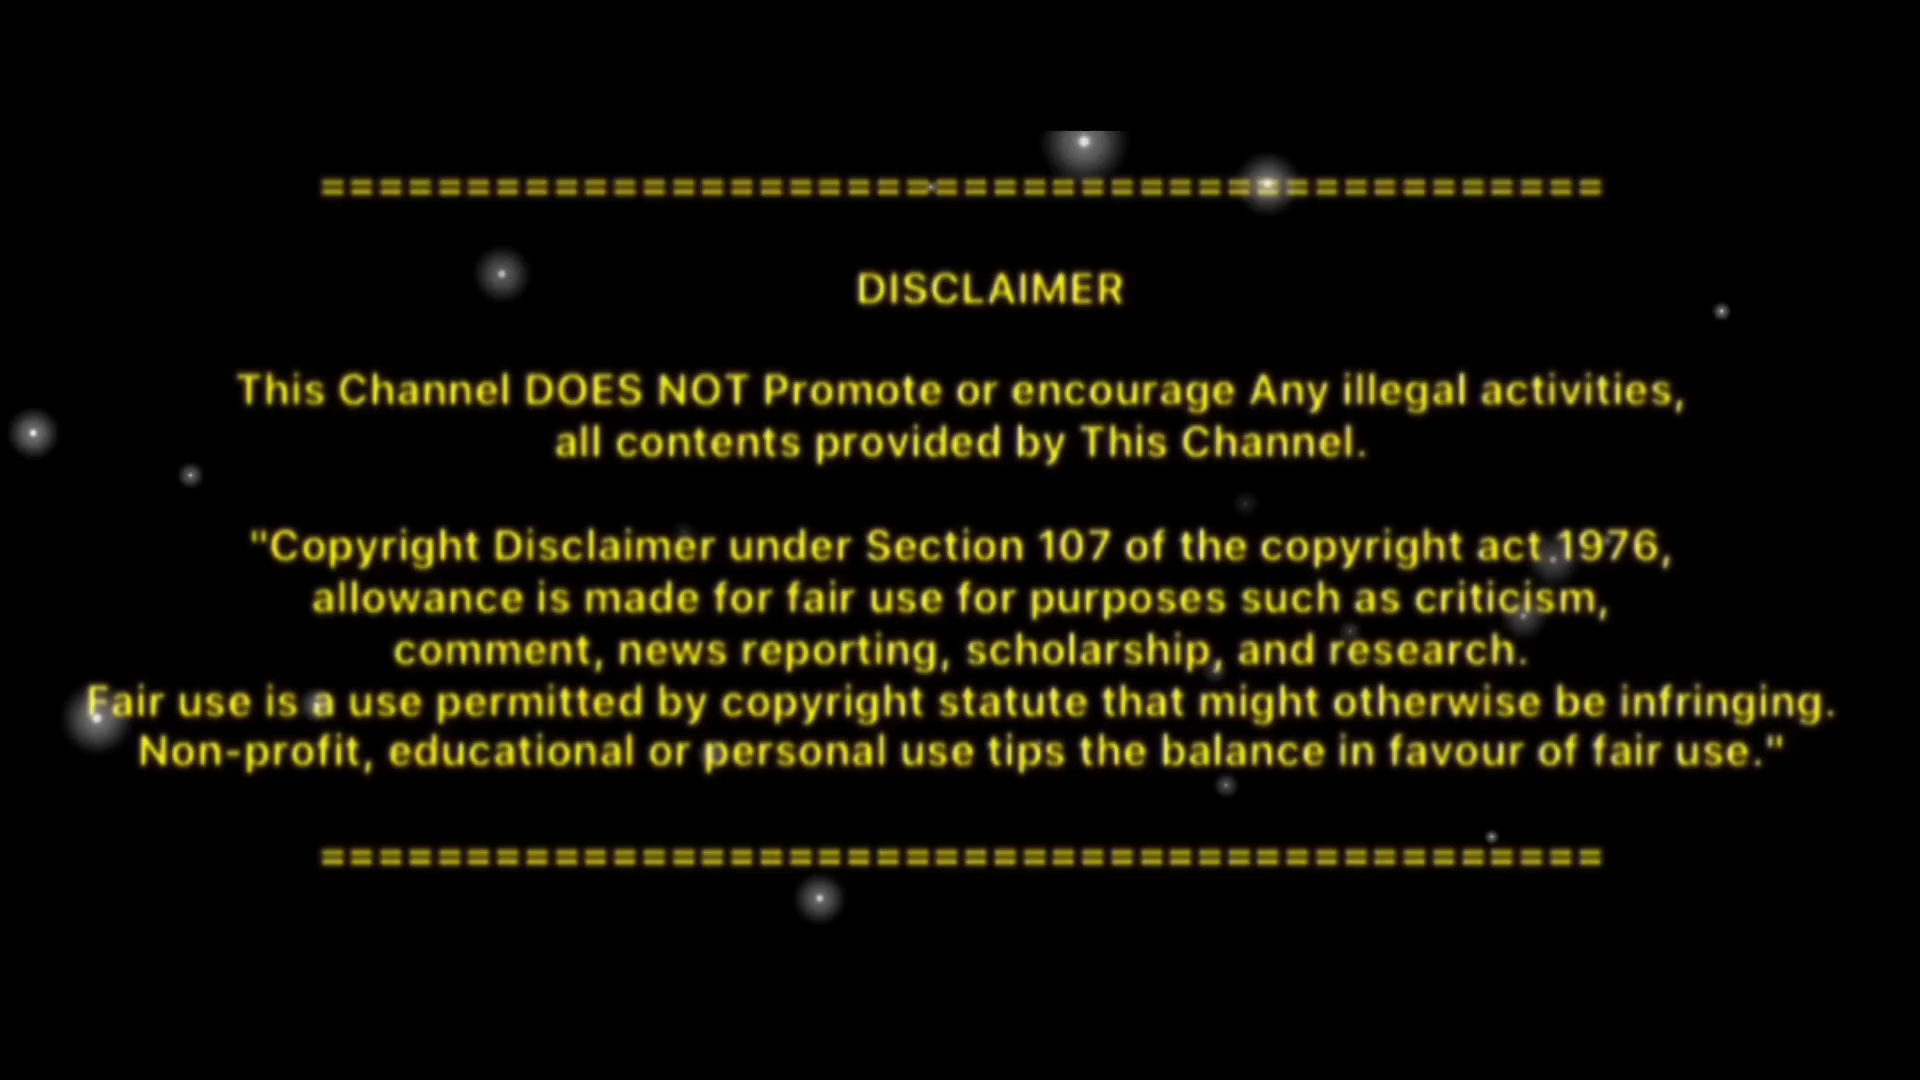 ============================================
DISCLAIMER
This Channel DOES NOT Promote or encourage Any illegal activities,
all contents provided by This Channel.
"Copyright Disclaimer under Section 107 of the copyright act 1976,
allowance is made for fair use for purposes such as criticism,
comment, news reporting, scholarship, and research.
Fair use is a use permitted by copyright statute that might otherwise be infringing.
Non-profit, educational or personal use tips the balance in favour of fair use."
============================================